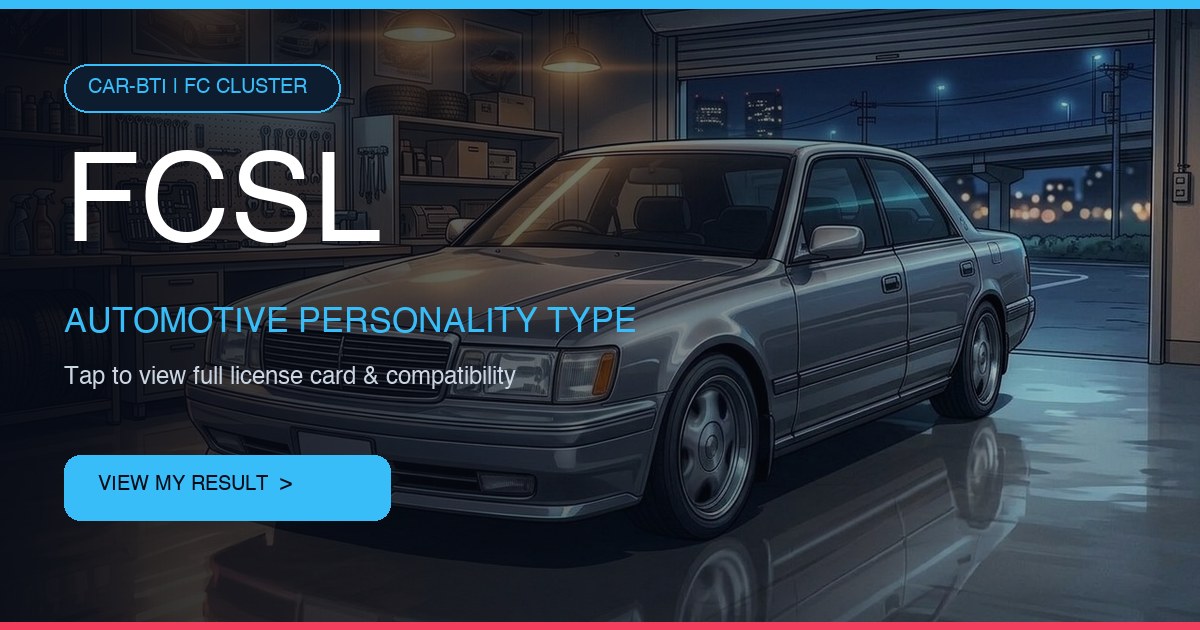 CAR-BTI | FC CLUSTER
FCSL
AUTOMOTIVE PERSONALITY TYPE
Tap to view full license card & compatibility
VIEW MY RESULT >